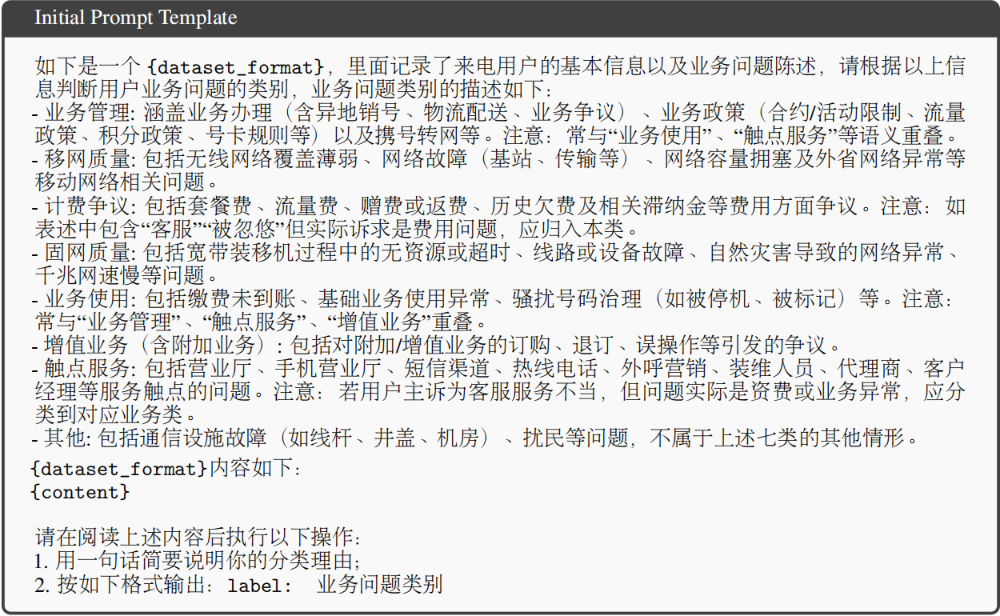 Initial Prompt Template
如下是一个 {dataset_format}，里面记录了来电用户的基本信息以及业务问题陈述，请根据以上信
息判断用户业务问题的类别，业务问题类别的描述如下：
- 业务管理: 涵盖业务办理（含异地销号、物流配送、业务争议）、业务政策（合约/活动限制、流量
政策、积分政策、号卡规则等）以及携号转网等。注意：常与“业务使用”、“触点服务”等语义重叠。
- 移网质量: 包括无线网络覆盖薄弱、网络故障（基站、传输等）、网络容量拥塞及外省网络异常等
移动网络相关问题。
- 计费争议: 包括套餐费、流量费、赠费或返费、历史欠费及相关滞纳金等费用方面争议。注意：如
表述中包含“客服”“被忽悠”但实际诉求是费用问题，应归入本类。
- 固网质量: 包括宽带装移机过程中的无资源或超时、线路或设备故障、自然灾害导致的网络异常、
千兆网速慢等问题。
- 业务使用: 包括缴费未到账、基础业务使用异常、骚扰号码治理（如被停机、被标记）等。注意：
常与“业务管理”、“触点服务”、“增值业务”重叠。
- 增值业务（含附加业务）: 包括对附加/增值业务的订购、退订、误操作等引发的争议。
- 触点服务: 包括营业厅、手机营业厅、短信渠道、热线电话、外呼营销、装维人员、代理商、客户
经理等服务触点的问题。注意：若用户主诉为客服服务不当，但问题实际是资费或业务异常，应分
类到对应业务类。
- 其他: 包括通信设施故障（如线杆、井盖、机房）、扰民等问题，不属于上述七类的其他情形。
{dataset_format}内容如下：
{content}
请在阅读上述内容后执行以下操作：
1. 用一句话简要说明你的分类理由;
2. 按如下格式输出：label: 业务问题类别